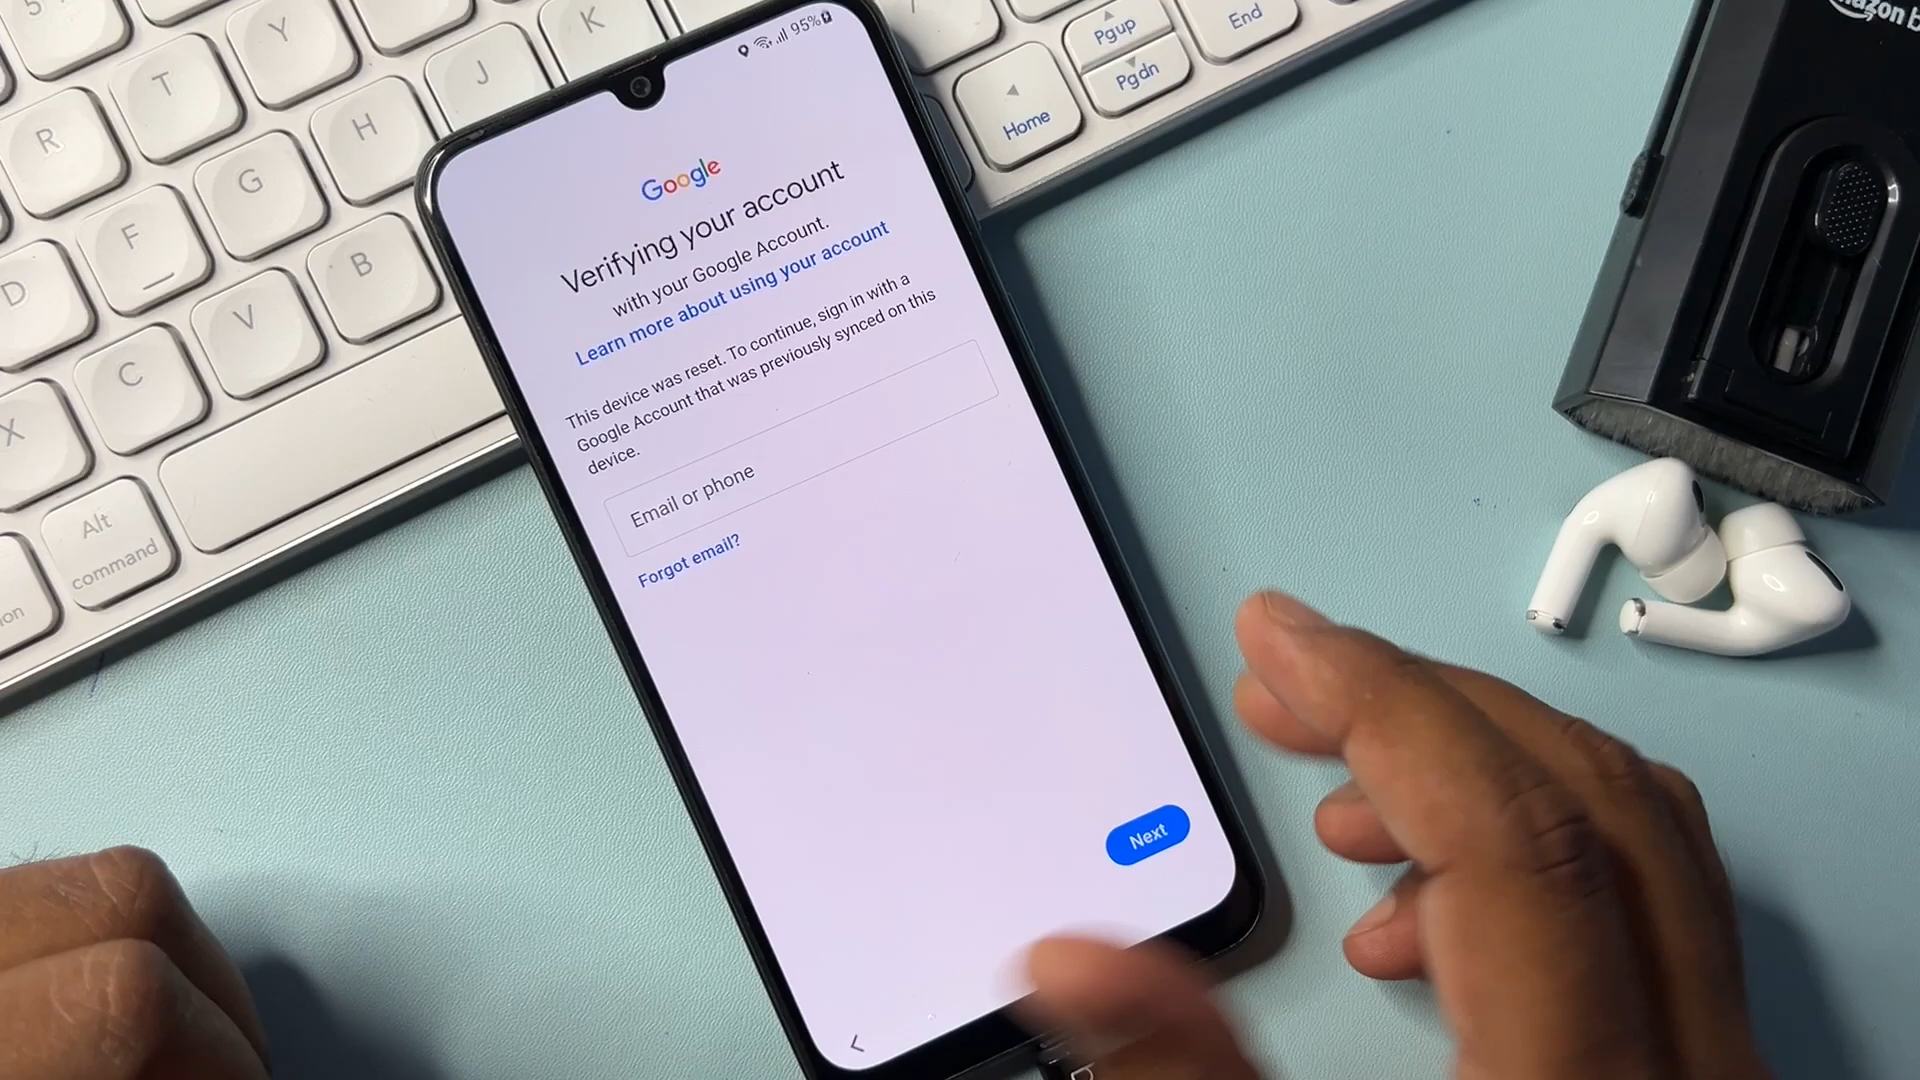 95%
Google
Verifying your account
with your Google Account.
Learn more about using your account
This device was reset. To continue, sign in with a
Google Account that was previously synced on this
device.
Email or phone
Forgot email?
Next
5
Y
K
T
J
R
H
G
F
D
B
V
C
X
Alt
command
Home
Pgup
Pgdn
End